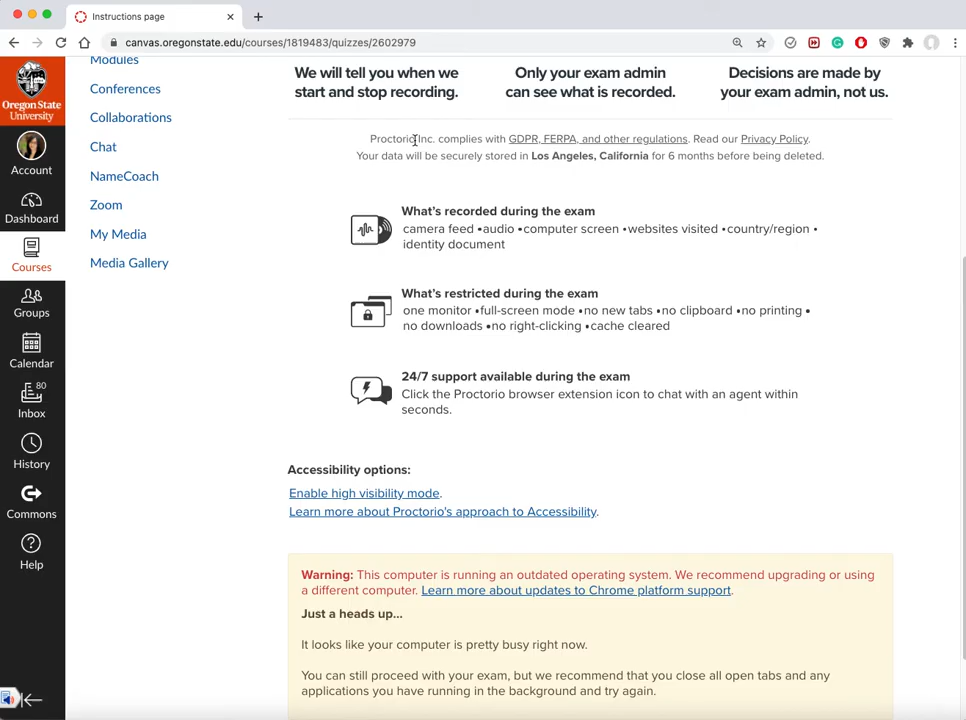 Instructions page
canvas.oregonstate.edu/courses/1819483/quizzes/2602979
Oregon State
University
Account
Dashboard
Courses
Groups
Calendar
80
Inbox
History
Commons
Help
Modules
Conferences
Collaborations
Chat
NameCoach
Zoom
My Media
Media Gallery
We will tell you when we
start and stop recording.
Only your exam admin
can see what is recorded.
Decisions are made by
your exam admin, not us.
Proctorio Inc. complies with GDPR, FERPA, and other regulations. Read our Privacy Policy.
Your data will be securely stored in Los Angeles, California for 6 months before being deleted.
What's recorded during the exam
camera feed •audio •computer screen •websites visited •country/region •
identity document
What's restricted during the exam
one monitor •full-screen mode •no new tabs •no clipboard •no printing •
no downloads •no right-clicking •cache cleared
24/7 support available during the exam
Click the Proctorio browser extension icon to chat with an agent within
seconds.
Accessibility options:
Enable high visibility mode.
Learn more about Proctorio's approach to Accessibility.
Warning: This computer is running an outdated operating system. We recommend upgrading or using
a different computer. Learn more about updates to Chrome platform support.
Just a heads up...
It looks like your computer is pretty busy right now.
You can still proceed with your exam, but we recommend that you close all open tabs and any
applications you have running in the background and try again.